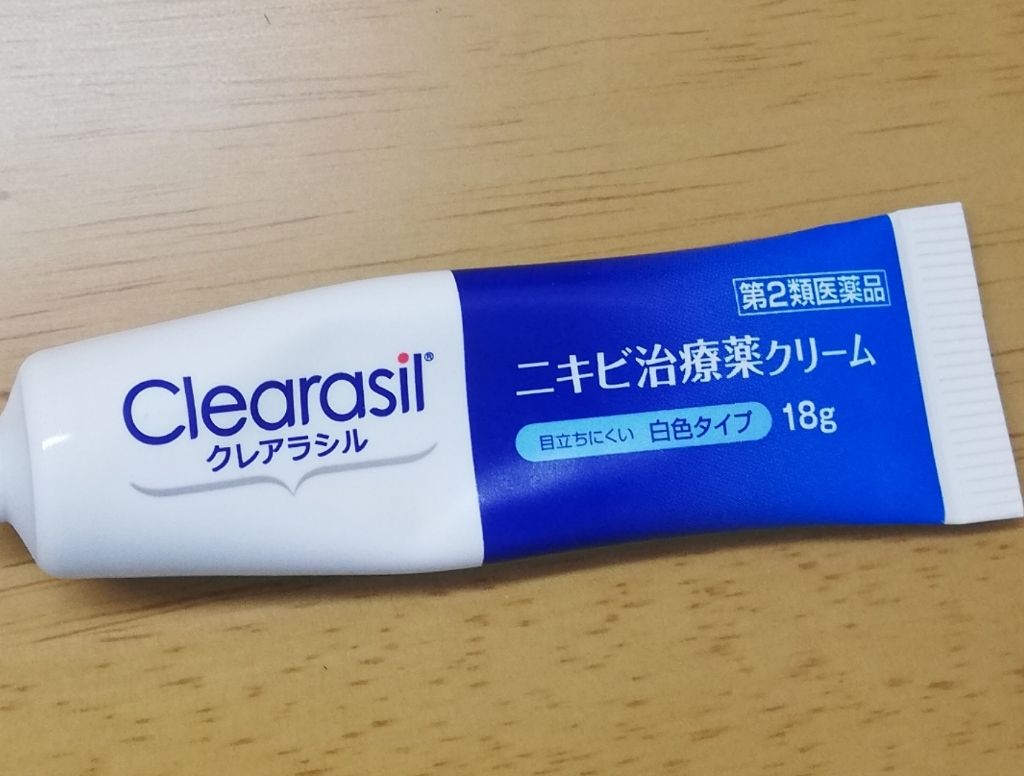 Clearasil®
クレアラシル
第2類医薬品
ニキビ治療薬クリーム
目立ちにくい 白色タイプ 18g